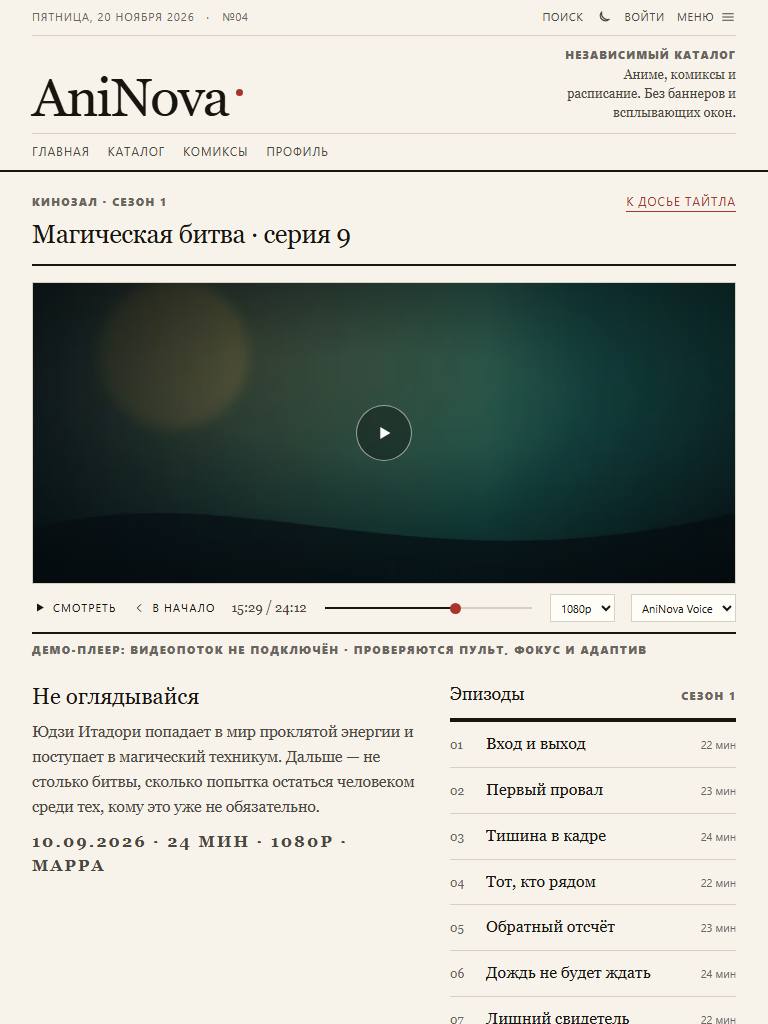 ПЯТНИЦА, 20 НОЯБРЯ 2026 · №04
ПОИСК ВОЙТИ МЕНЮ
AniNova
НЕЗАВИСИМЫЙ КАТАЛОГ
Аниме, комиксы и
расписание. Без баннеров и
всплывающих окон.
ГЛАВНАЯ КАТАЛОГ КОМИКСЫ ПРОФИЛЬ
КИНОЗАЛ · СЕЗОН 1
К ДОСЬЕ ТАЙТЛА
Магическая битва · серия 9
СМОТРЕТЬ В НАЧАЛО 15:29 / 24:12 1080p AniNova Voice
ДЕМО-ПЛЕЕР: ВИДЕОПОТОК НЕ ПОДКЛЮЧЁН · ПРОВЕРЯЮТСЯ ПУЛЬТ, ФОКУС И АДАПТИВ
Не оглядывайся
Юдзи Итадори попадает в мир проклятой энергии и
поступает в магический техникум. Дальше — не
столько битвы, сколько попытка остаться человеком
среди тех, кому это уже не обязательно.
10.09.2026 · 24 МИН · 1080P ·
MAPPA
Эпизоды СЕЗОН 1
01 Вход и выход 22 мин
02 Первый провал 23 мин
03 Тишина в кадре 24 мин
04 Тот, кто рядом 22 мин
05 Обратный отсчёт 23 мин
06 Дождь не будет ждать 24 мин
07 Лишний свидетель 22 мин